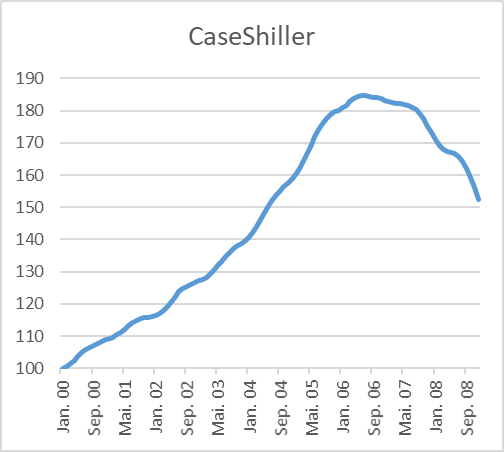 CaseShiller
190
180
170
160
150
140
130
120
110
100
Jan. 00
Sep. 00
Mai. 01
Jan. 02
Sep. 02
Mai. 03
Jan. 04
Sep. 04
Mai. 05
Jan. 06
Sep. 06
Mai. 07
Jan. 08
Sep. 08